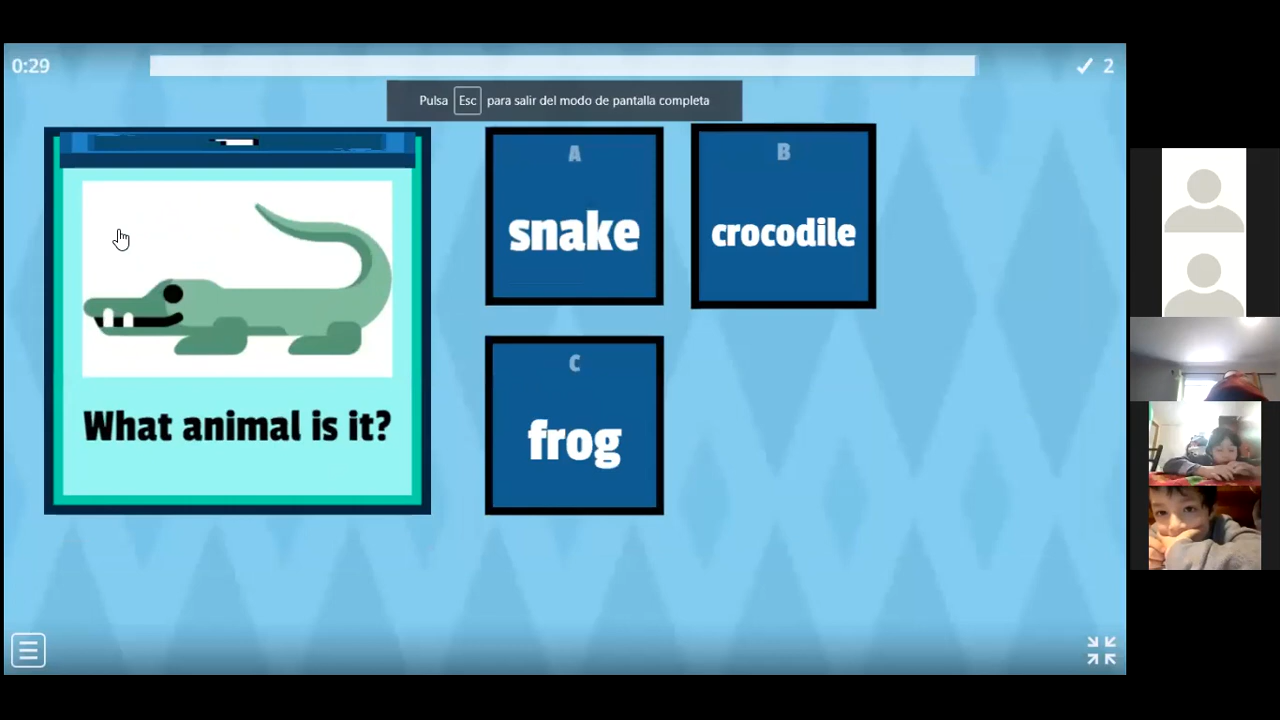 0:29
2
Pulsa Esc para salir del modo de pantalla completa
What animal is it?
A
snake
B
crocodile
C
frog